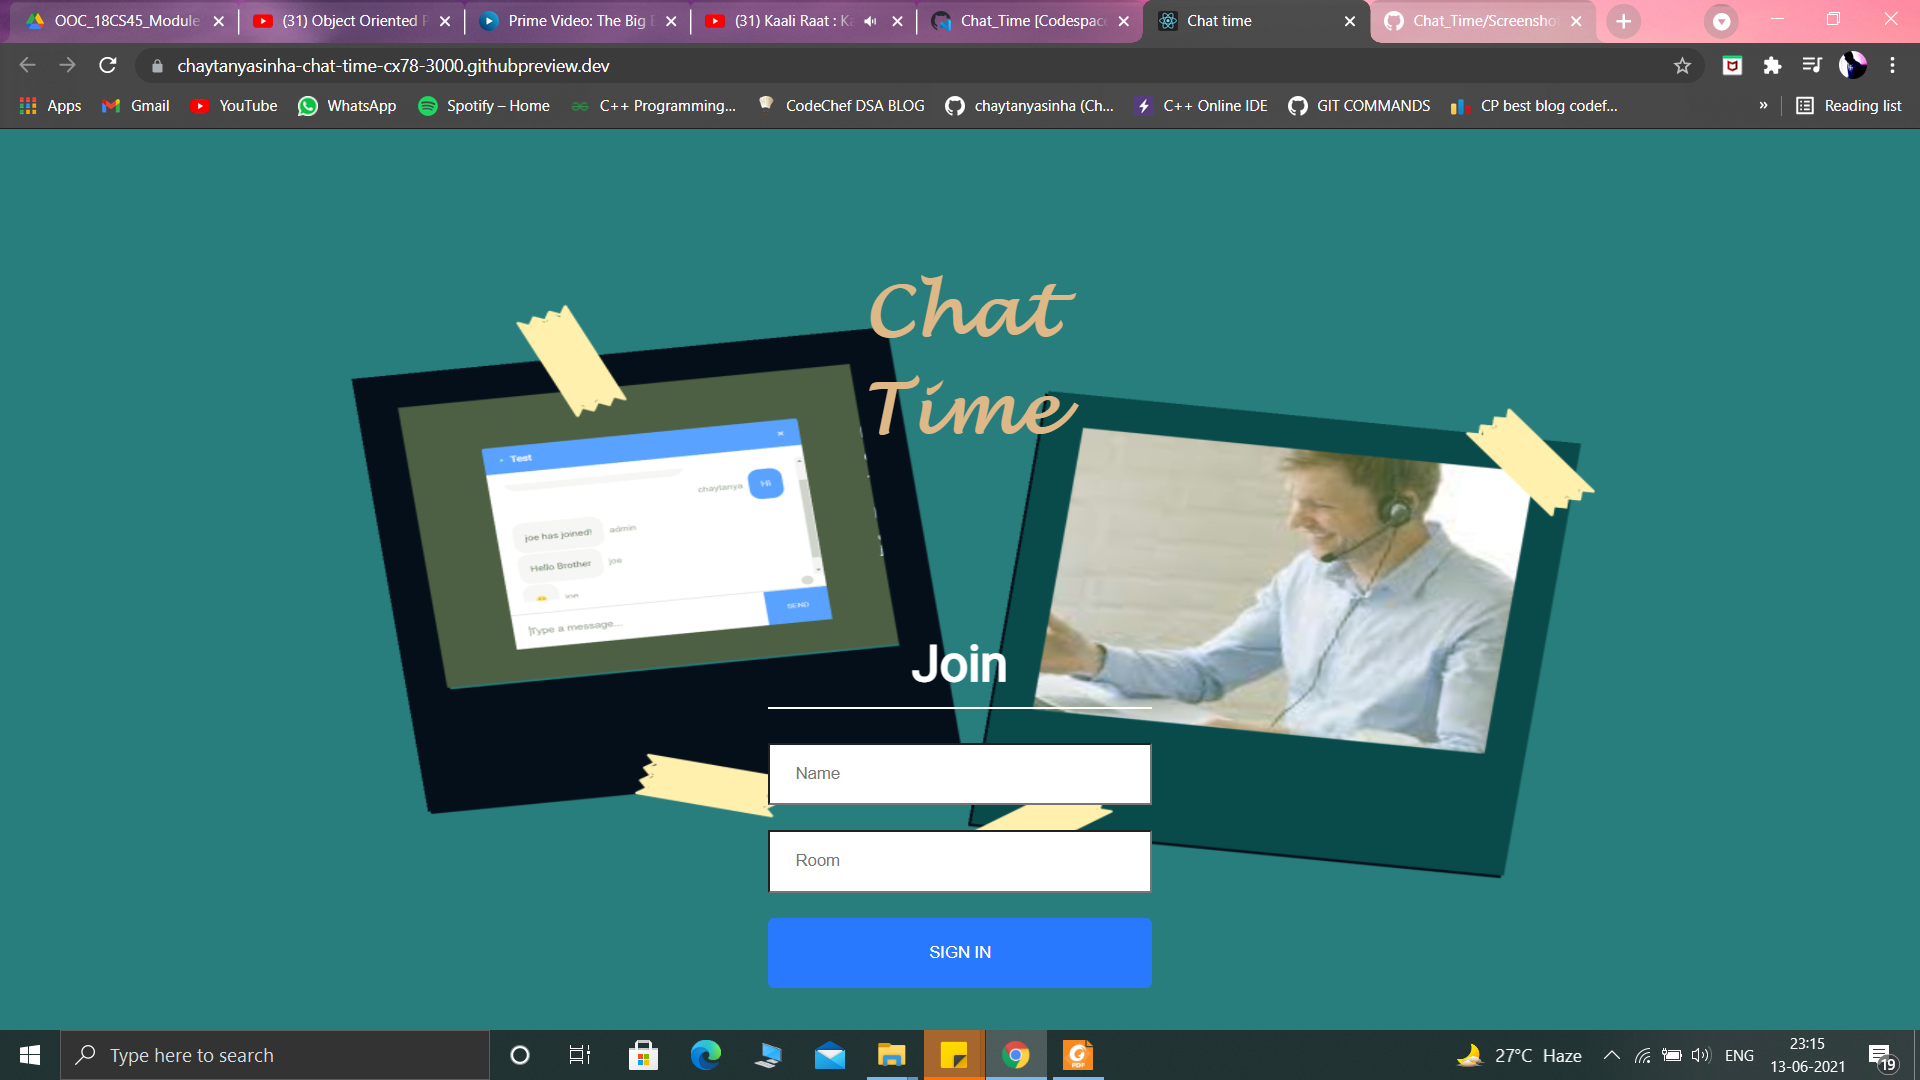 OOC_18CS45_Module
(31) Object Oriented P
Prime Video: The Big
(31) Kaali Raat : Ka
Chat_Time [Codespace
Chat time
Chat_Time/Screensho
chaytanyasinha-chat-time-cx78-3000.githubpreview.dev
Apps
Gmail
YouTube
WhatsApp
Spotify – Home
C++ Programming...
CodeChef DSA BLOG
chaytanyasinha (Ch...
C++ Online IDE
GIT COMMANDS
CP best blog codef...
»
Reading list
Chat
Time
Test
chaytanya
Hi
joe has joined!
admin
Hello Brother
joe
joe
Type a message...
SEND
Join
Name
Room
SIGN IN
Type here to search
PDF
27°C Haze
ENG
23:15
13-06-2021
19